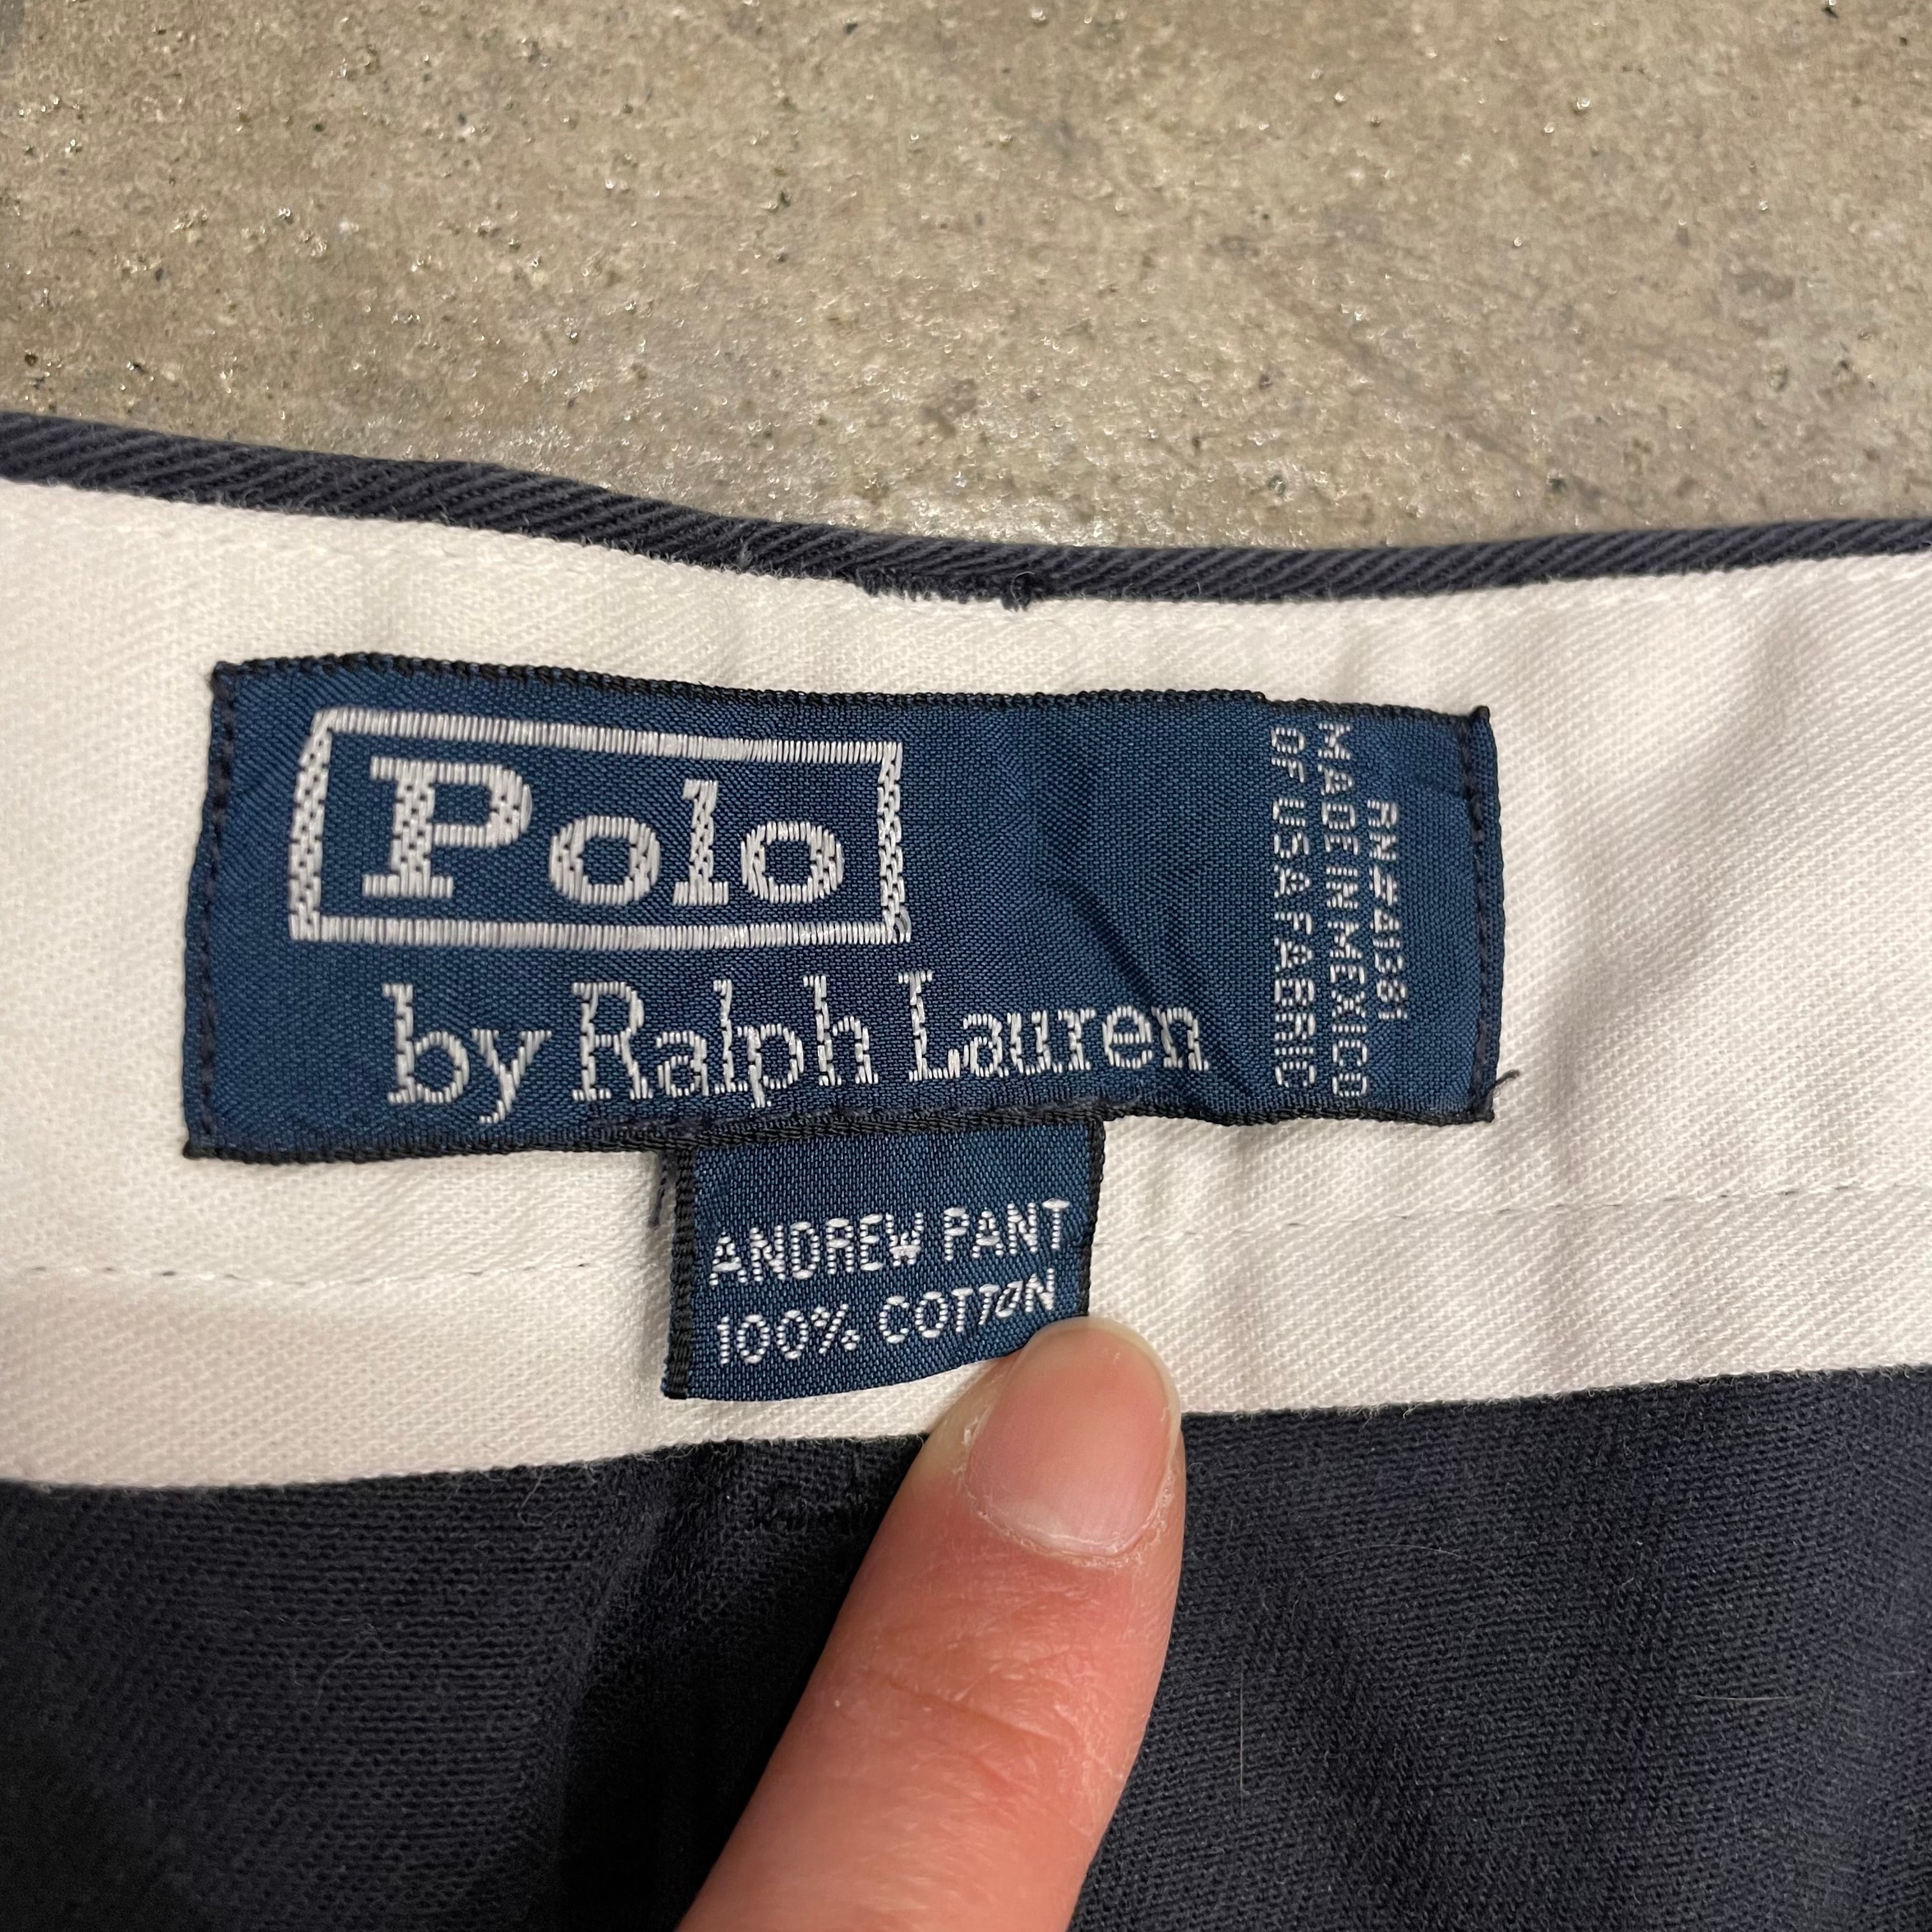 Polo
by Ralph Lauren
RN#41381
MADE IN MEXICO
OF USA FABRIC
ANDREW PANT
100% COTTON